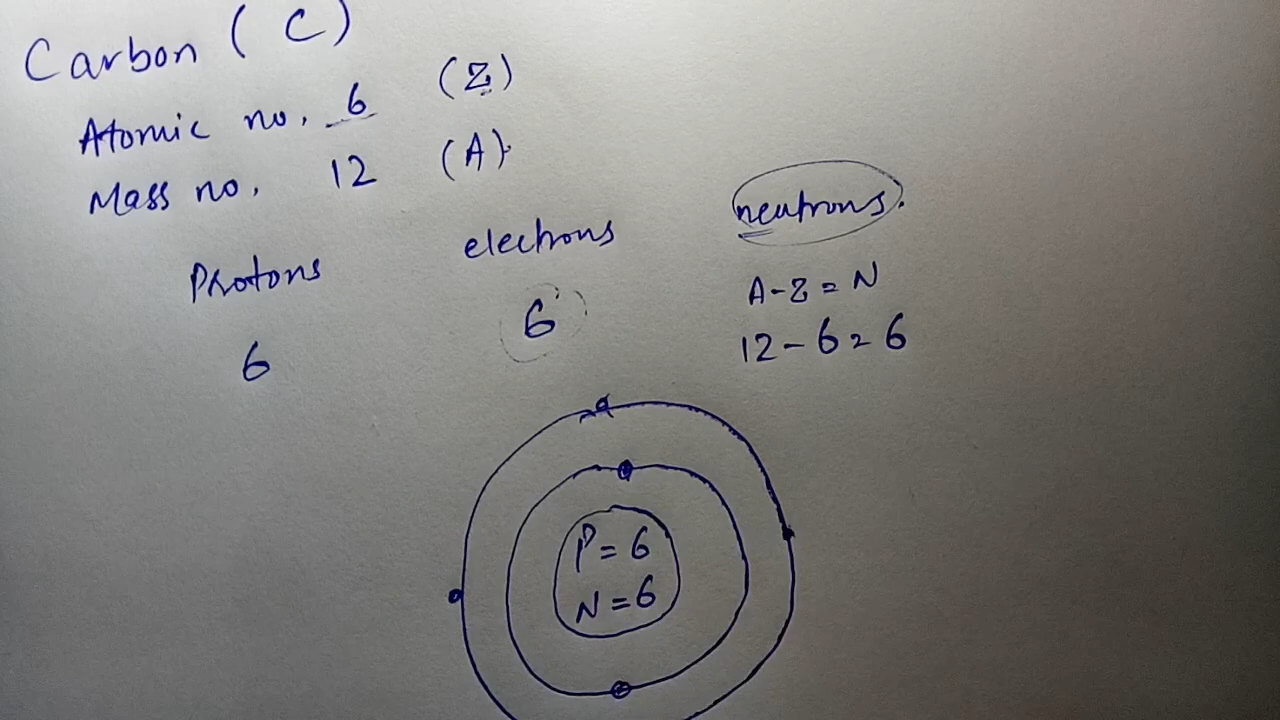 Carbon (C)
Atomic no. 6 (Z)
Mass no. 12 (A)
Protons electrons neutrons.
6 6 A-Z=N
12-6=6
P=6
N=6